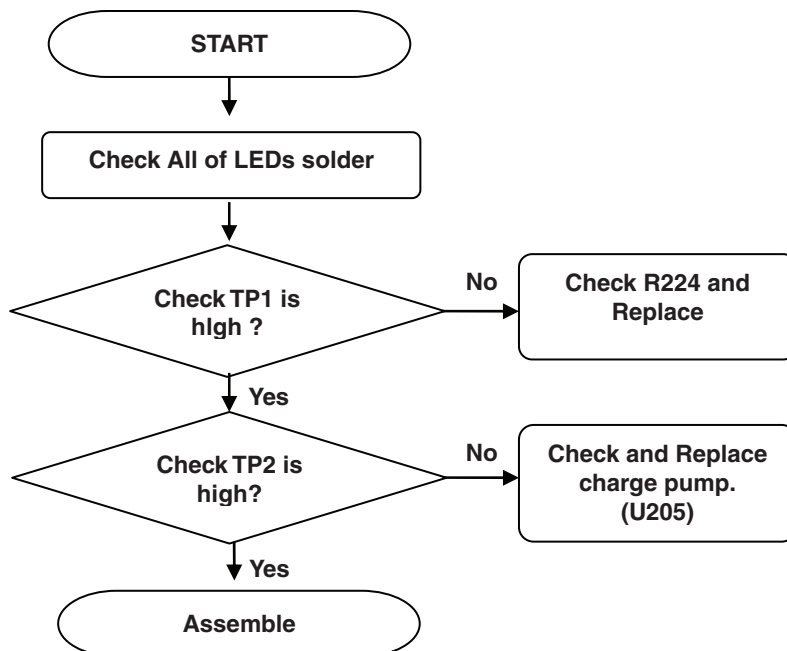 START
Check All of LEDs solder
Check TP1 is
hIgh ?
No
Check R224 and
Replace
Yes
Check TP2 is
high?
No
Check and Replace
charge pump.
(U205)
Yes
Assemble